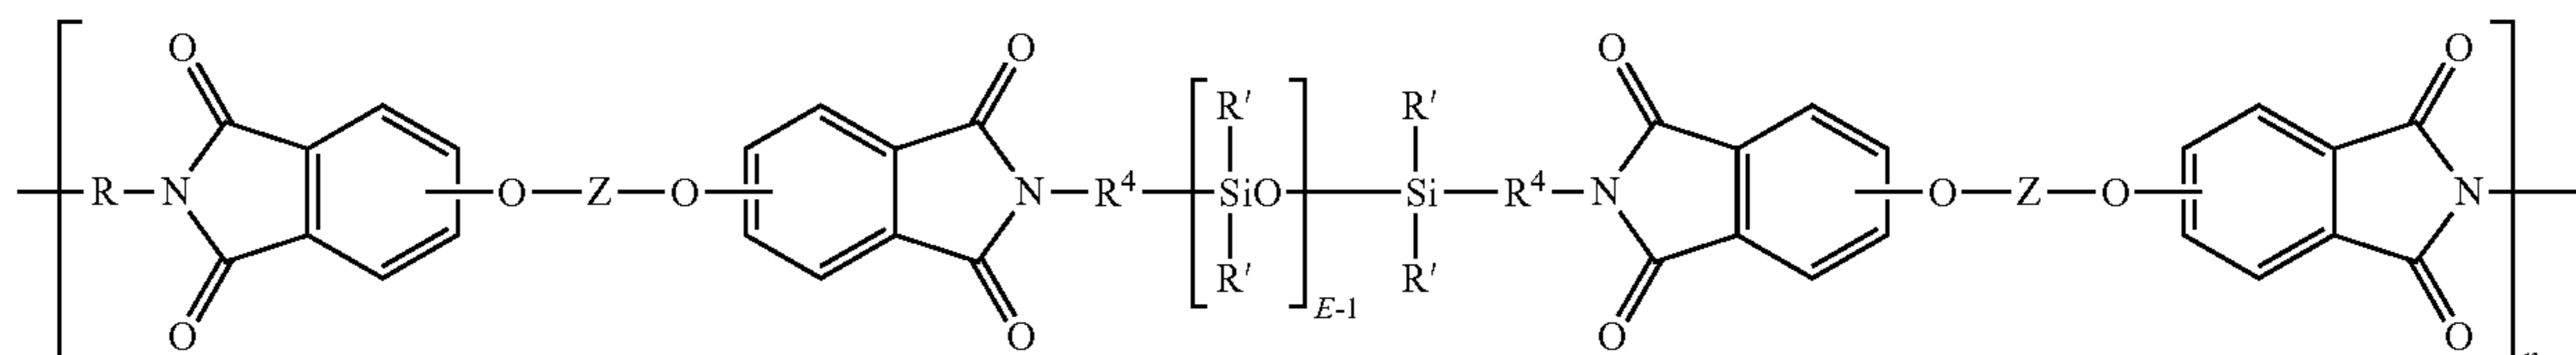 O O O O O O
R' R'
R N O Z O N R⁴ SiO Si R⁴ N O Z O N
R' R'
E-1
O O O O O O